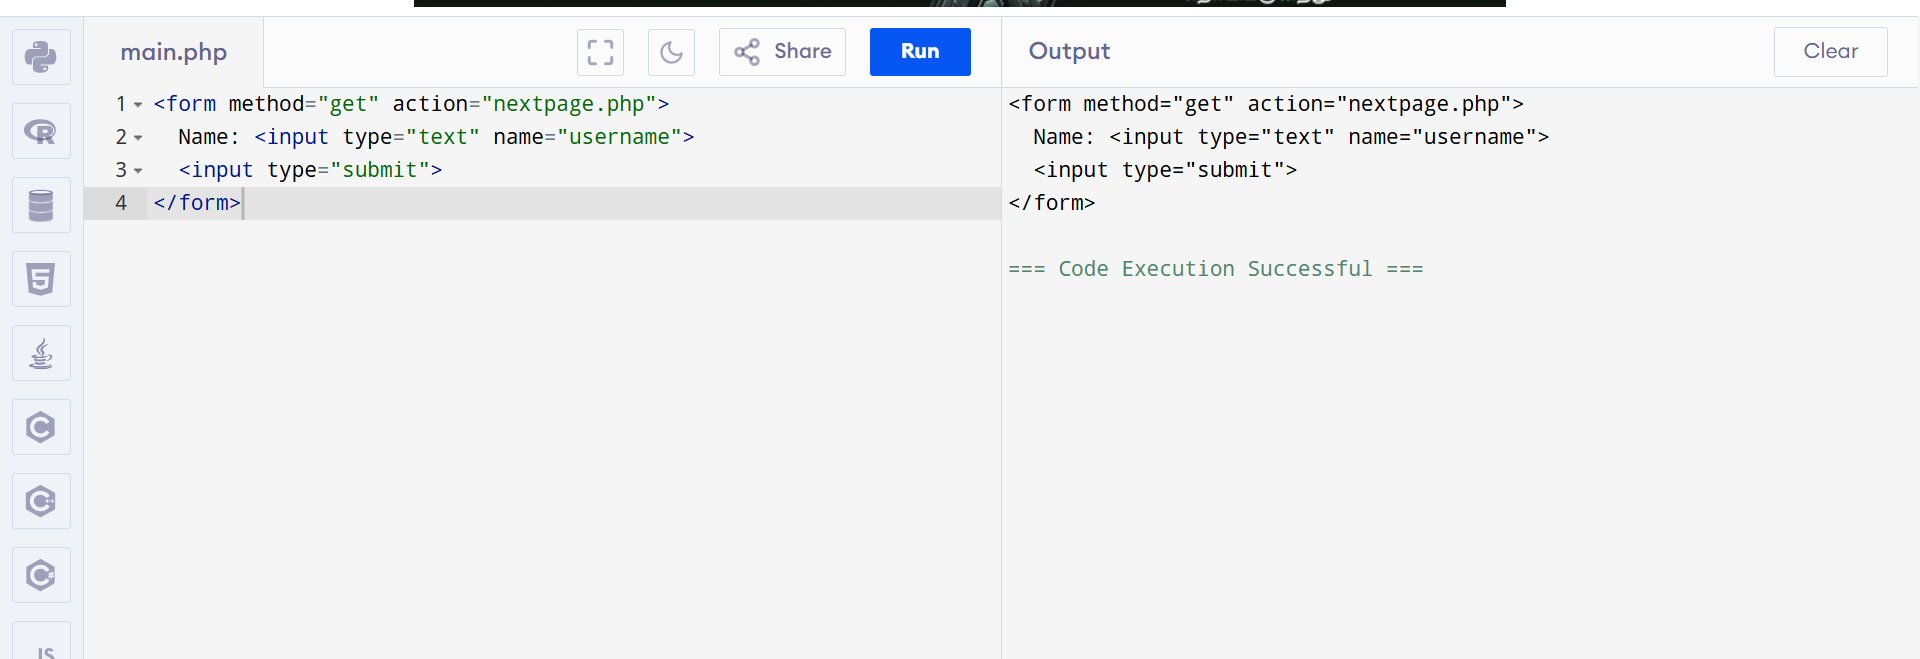 main.php
Share
Run
Output
Clear
1 <form method="get" action="nextpage.php">
2   Name: <input type="text" name="username">
3   <input type="submit">
4 </form>
<form method="get" action="nextpage.php">
  Name: <input type="text" name="username">
  <input type="submit">
</form>
=== Code Execution Successful ===
JS